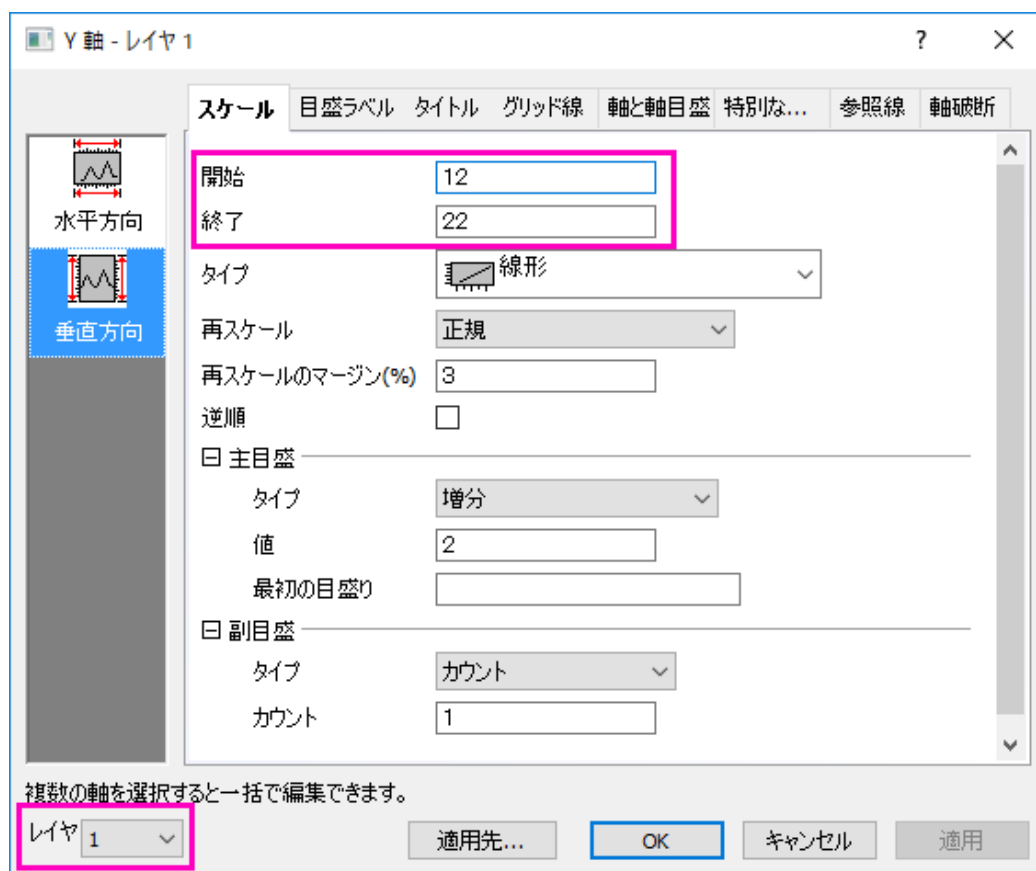 Y 軸 - レイヤ 1
? ×
スケール 目盛ラベル タイトル グリッド線 軸と軸目盛 特別な... 参照線 軸破断
水平方向
垂直方向
開始 12
終了 22
タイプ 線形
再スケール 正規
再スケールのマージン(%) 3
逆順
主目盛
タイプ 増分
値 2
最初の目盛り
副目盛
タイプ カウント
カウント 1
複数の軸を選択すると一括で編集できます。
レイヤ 1 適用先... OK キャンセル 適用